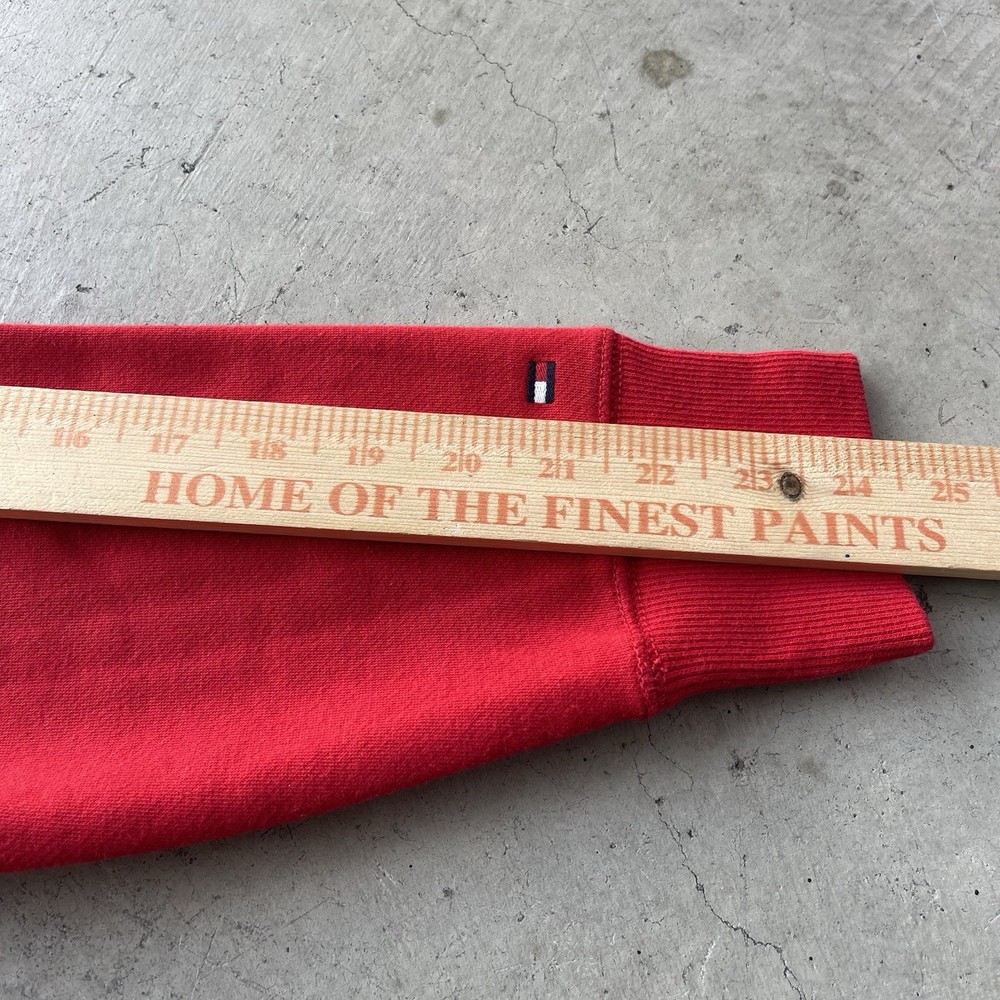 16 17 18 19 20 21 22 23 24 25
HOME OF THE FINEST PAINTS